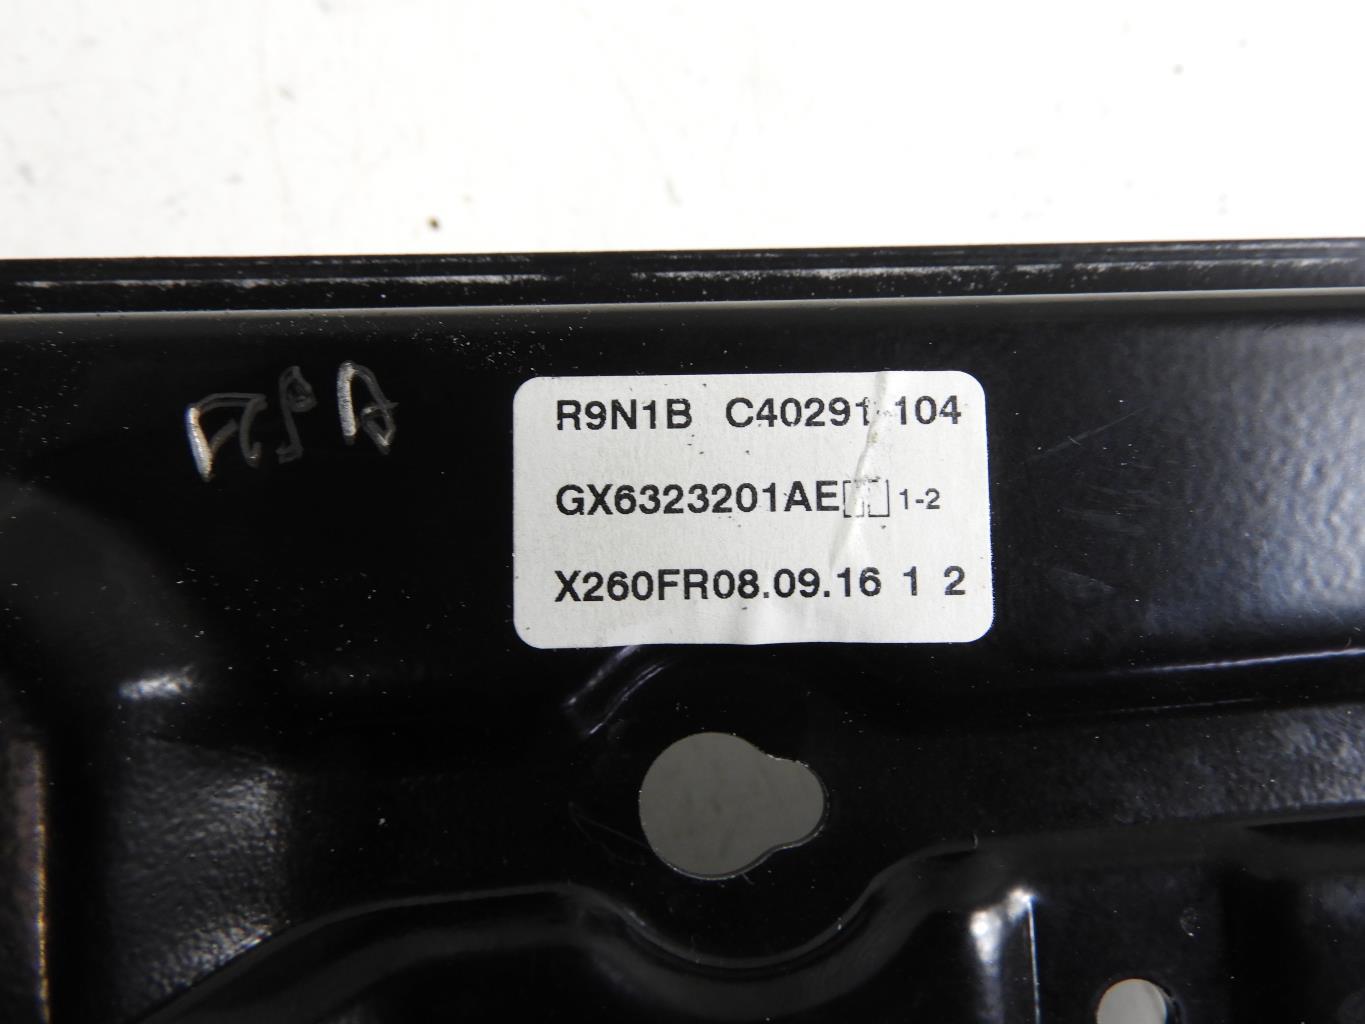 R9N1B C40291 104
GX6323201AE□□ 1-2
X260FR08.09.16 1 2